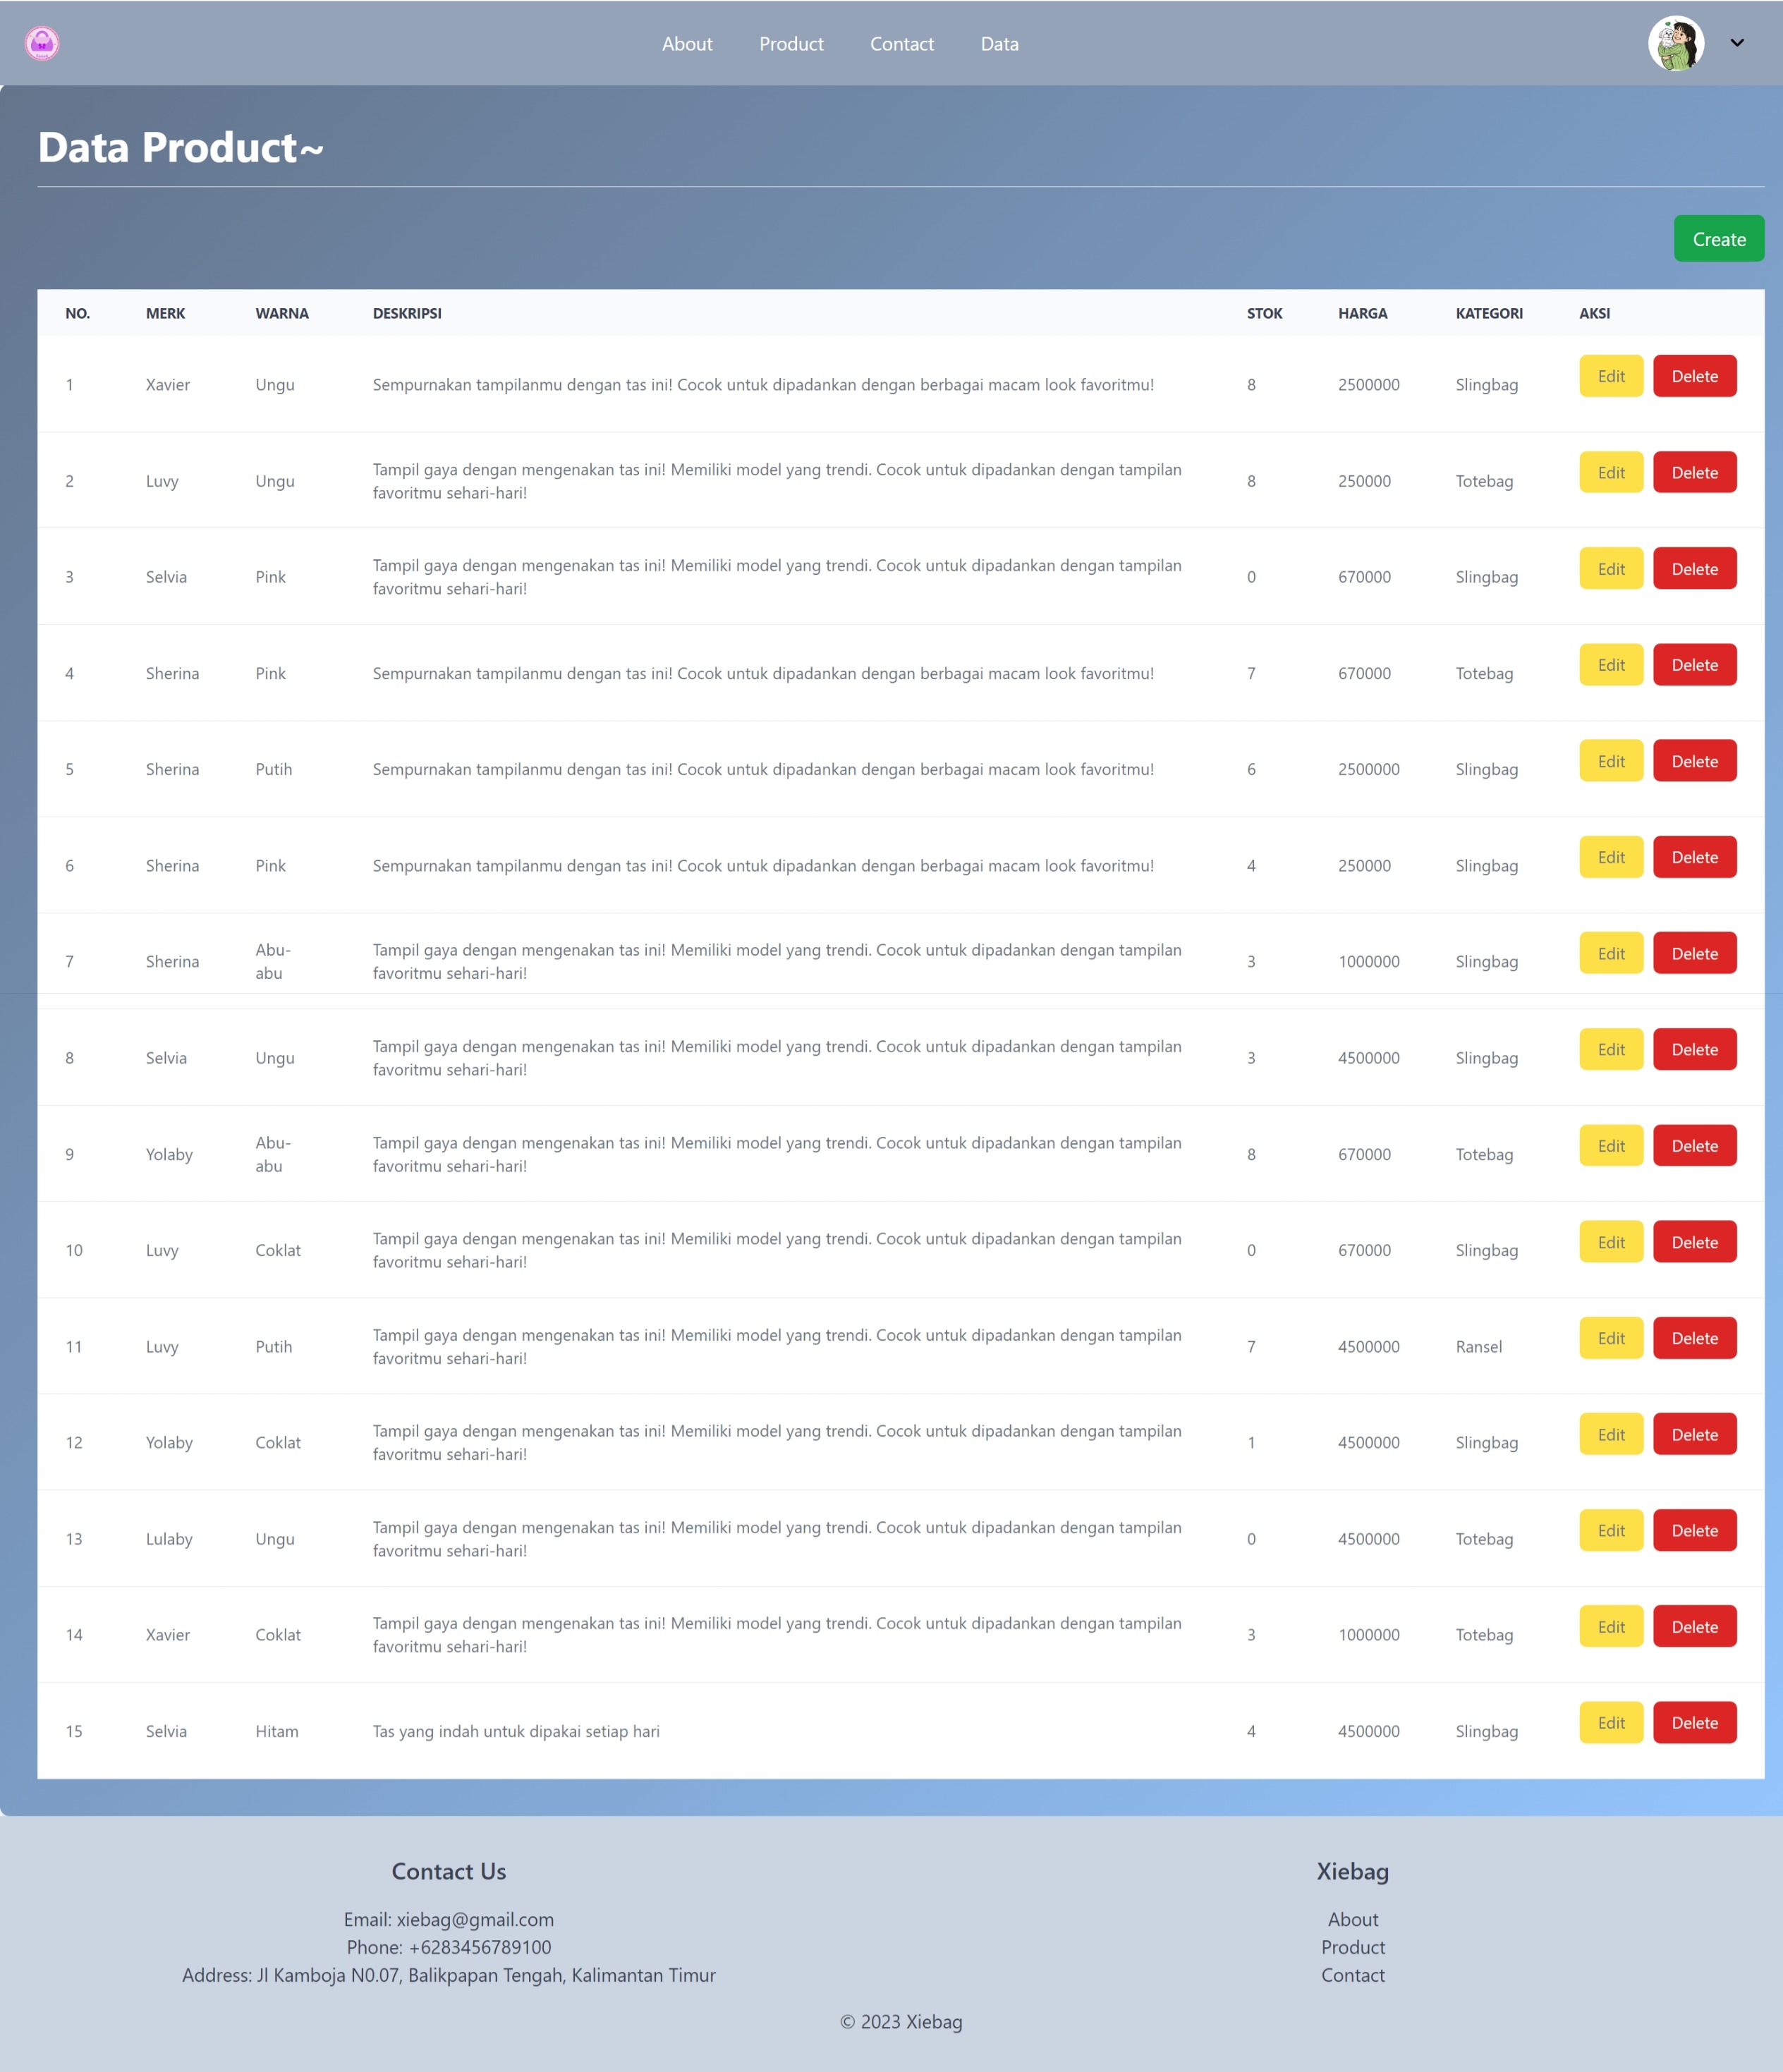 About Product Contact Data
Data Product~
Create
NO. MERK WARNA DESKRIPSI STOK HARGA KATEGORI AKSI
1 Xavier Ungu Sempurnakan tampilanmu dengan tas ini! Cocok untuk dipadankan dengan berbagai macam look favoritmu! 8 2500000 Slingbag Edit Delete
2 Luvy Ungu Tampil gaya dengan mengenakan tas ini! Memiliki model yang trendi. Cocok untuk dipadankan dengan tampilan
favoritmu sehari-hari! 8 250000 Totebag Edit Delete
3 Selvia Pink Tampil gaya dengan mengenakan tas ini! Memiliki model yang trendi. Cocok untuk dipadankan dengan tampilan
favoritmu sehari-hari! 0 670000 Slingbag Edit Delete
4 Sherina Pink Sempurnakan tampilanmu dengan tas ini! Cocok untuk dipadankan dengan berbagai macam look favoritmu! 7 670000 Totebag Edit Delete
5 Sherina Putih Sempurnakan tampilanmu dengan tas ini! Cocok untuk dipadankan dengan berbagai macam look favoritmu! 6 2500000 Slingbag Edit Delete
6 Sherina Pink Sempurnakan tampilanmu dengan tas ini! Cocok untuk dipadankan dengan berbagai macam look favoritmu! 4 250000 Slingbag Edit Delete
7 Sherina Abu-
abu Tampil gaya dengan mengenakan tas ini! Memiliki model yang trendi. Cocok untuk dipadankan dengan tampilan
favoritmu sehari-hari! 3 1000000 Slingbag Edit Delete
8 Selvia Ungu Tampil gaya dengan mengenakan tas ini! Memiliki model yang trendi. Cocok untuk dipadankan dengan tampilan
favoritmu sehari-hari! 3 4500000 Slingbag Edit Delete
9 Yolaby Abu-
abu Tampil gaya dengan mengenakan tas ini! Memiliki model yang trendi. Cocok untuk dipadankan dengan tampilan
favoritmu sehari-hari! 8 670000 Totebag Edit Delete
10 Luvy Coklat Tampil gaya dengan mengenakan tas ini! Memiliki model yang trendi. Cocok untuk dipadankan dengan tampilan
favoritmu sehari-hari! 0 670000 Slingbag Edit Delete
11 Luvy Putih Tampil gaya dengan mengenakan tas ini! Memiliki model yang trendi. Cocok untuk dipadankan dengan tampilan
favoritmu sehari-hari! 7 4500000 Ransel Edit Delete
12 Yolaby Coklat Tampil gaya dengan mengenakan tas ini! Memiliki model yang trendi. Cocok untuk dipadankan dengan tampilan
favoritmu sehari-hari! 1 4500000 Slingbag Edit Delete
13 Lulaby Ungu Tampil gaya dengan mengenakan tas ini! Memiliki model yang trendi. Cocok untuk dipadankan dengan tampilan
favoritmu sehari-hari! 0 4500000 Totebag Edit Delete
14 Xavier Coklat Tampil gaya dengan mengenakan tas ini! Memiliki model yang trendi. Cocok untuk dipadankan dengan tampilan
favoritmu sehari-hari! 3 1000000 Totebag Edit Delete
15 Selvia Hitam Tas yang indah untuk dipakai setiap hari 4 4500000 Slingbag Edit Delete
Contact Us
Email: xiebag@gmail.com
Phone: +6283456789100
Address: Jl Kamboja N0.07, Balikpapan Tengah, Kalimantan Timur
Xiebag
About
Product
Contact
© 2023 Xiebag